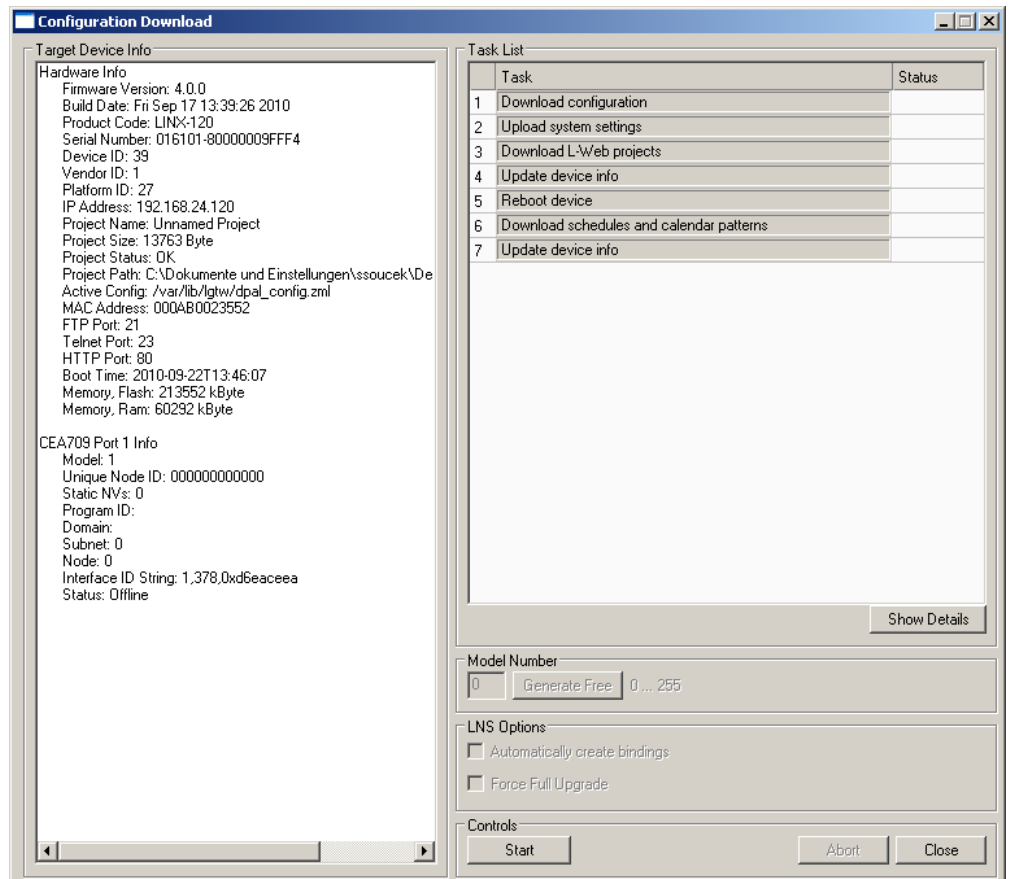 Configuration Download
Target Device Info
Hardware Info
Firmware Version: 4.0.0
Build Date: Fri Sep 17 13:39:26 2010
Product Code: LINX-120
Serial Number: 016101-80000009FFF4
Device ID: 39
Vendor ID: 1
Platform ID: 27
IP Address: 192.168.24.120
Project Name: Unnamed Project
Project Size: 13763 Byte
Project Status: OK
Project Path: C:\Dokumente und Einstellungen\ssoucek\De
Active Config: /var/lib/lgtw/dpal_config.zml
MAC Address: 000AB0023552
FTP Port: 21
Telnet Port: 23
HTTP Port: 80
Boot Time: 2010-09-22T13:46:07
Memory, Flash: 213552 kByte
Memory, Ram: 60292 kByte
CEA709 Port 1 Info
Model: 1
Unique Node ID: 000000000000
Static NVs: 0
Program ID:
Domain:
Subnet: 0
Node: 0
Interface ID String: 1,378,0xd6eaceea
Status: Offline
Task List
Task Status
1 Download configuration
2 Upload system settings
3 Download L-Web projects
4 Update device info
5 Reboot device
6 Download schedules and calendar patterns
7 Update device info
Show Details
Model Number
0 Generate Free 0 ... 255
LNS Options
Automatically create bindings
Force Full Upgrade
Controls
Start Abort Close